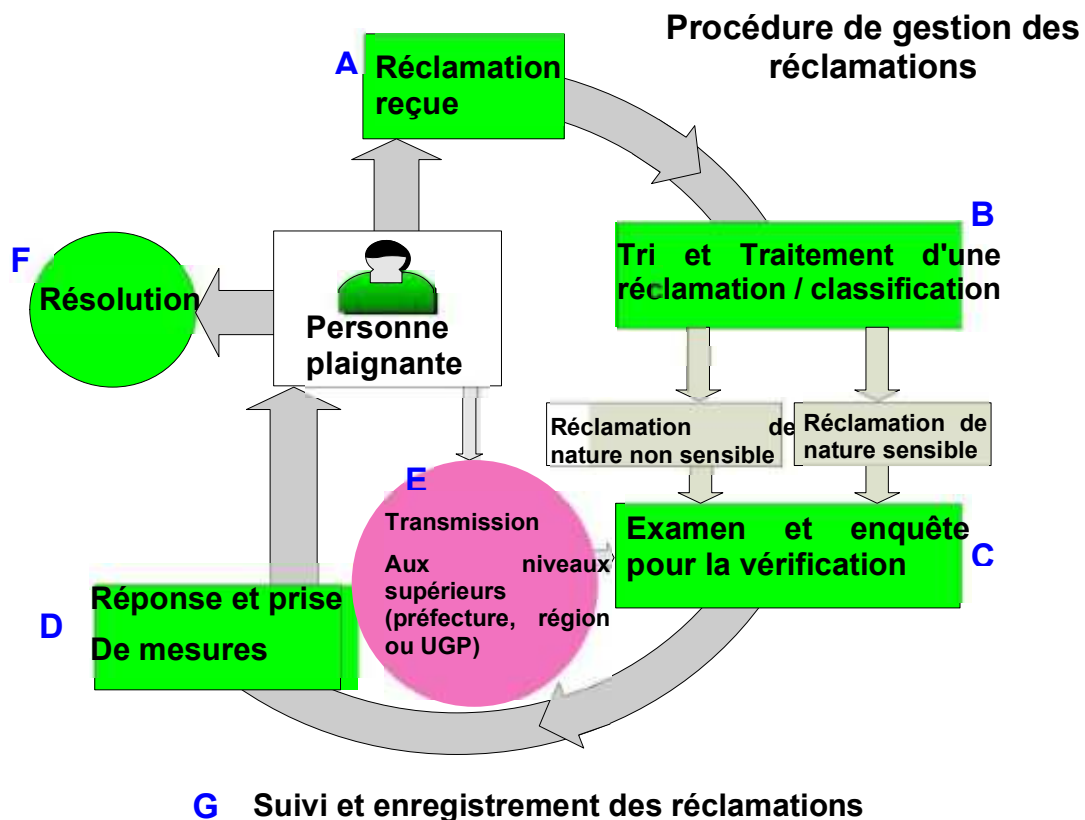 Procédure de gestion des
réclamations
A
Réclamation
reçue
B
Tri et Traitement d'une
réclamation / classification
F
Résolution
Personne
plaignante
Réclamation de
nature non sensible
Réclamation de
nature sensible
E
Transmission
Aux niveaux
supérieurs
(préfecture, région
ou UGP)
Examen et enquête
pour la vérification
C
D
Réponse et prise
De mesures
G Suivi et enregistrement des réclamations